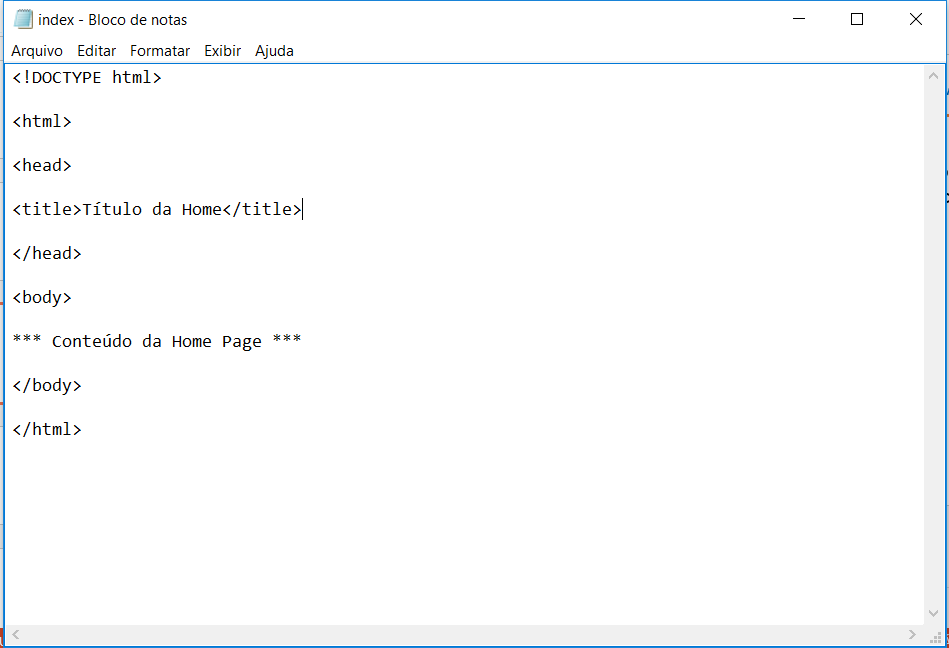 index - Bloco de notas
Arquivo Editar Formatar Exibir Ajuda
<!DOCTYPE html>
<html>
<head>
<title>Título da Home</title>
</head>
<body>
*** Conteúdo da Home Page ***
</body>
</html>